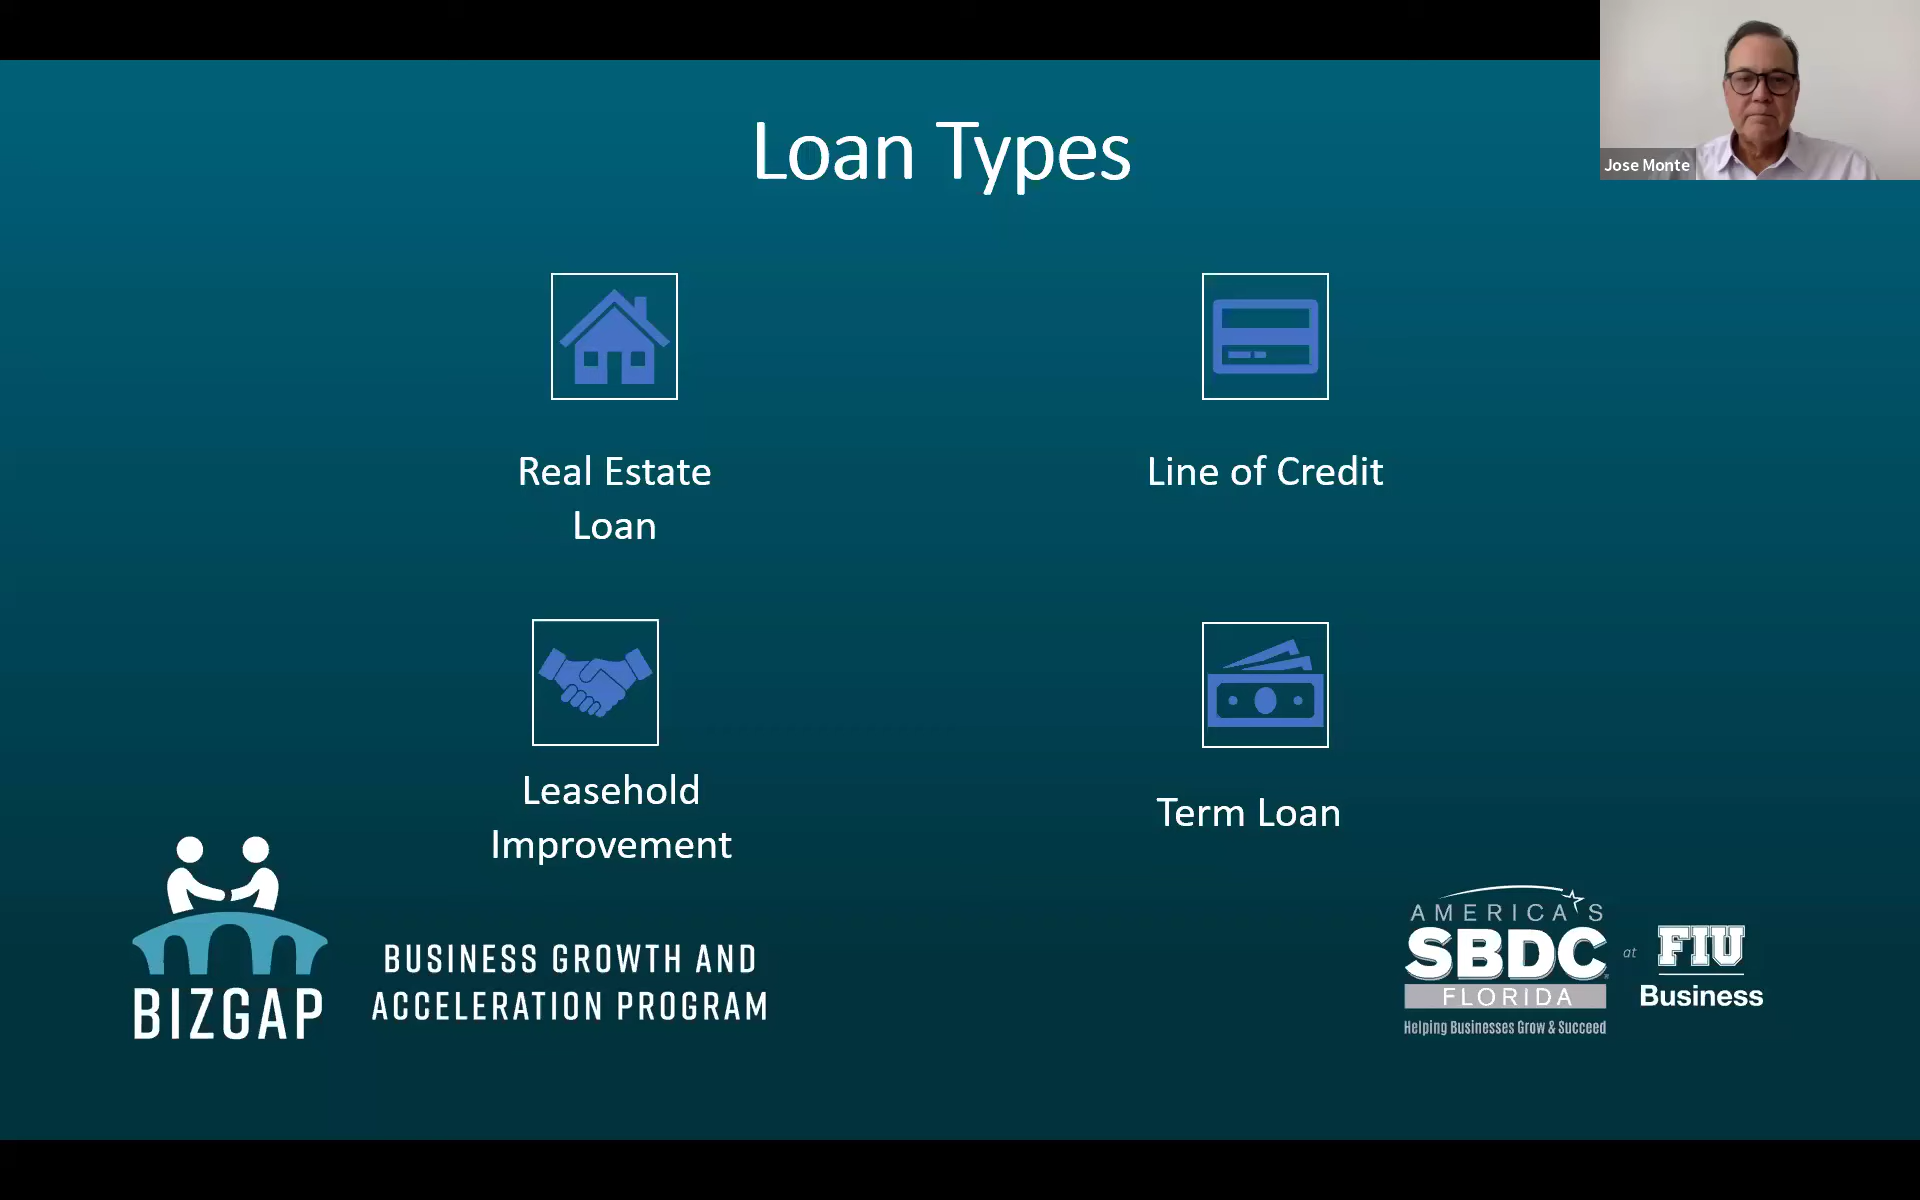 Loan Types
Jose Monte
Real Estate
Loan
Line of Credit
Leasehold
Improvement
Term Loan
BIZGAP
BUSINESS GROWTH AND
ACCELERATION PROGRAM
AMERICA'S
SBDC
FLORIDA
Helping Businesses Grow & Succeed
at
FIU
Business